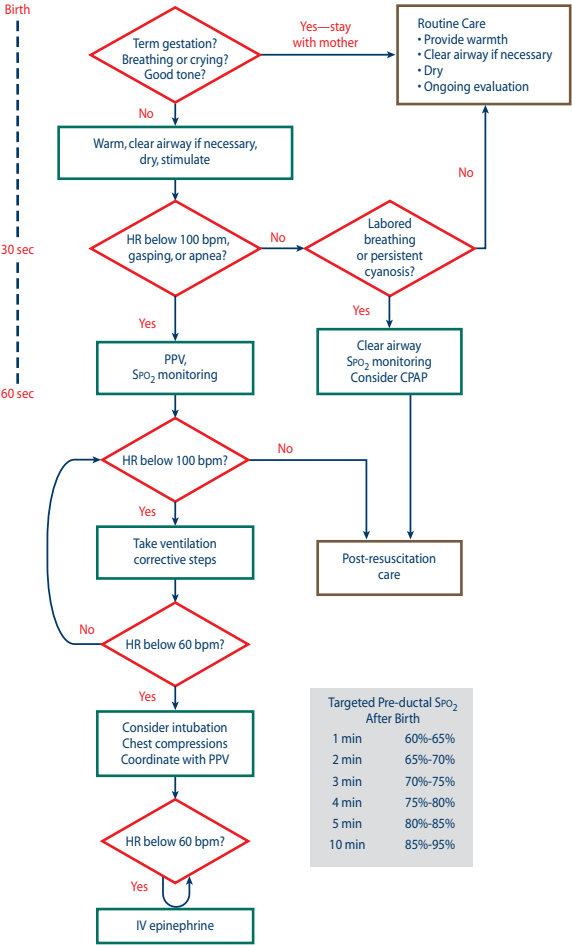 Birth
Term gestation?
Breathing or crying?
Good tone?
Yes—stay
with mother
Routine Care
• Provide warmth
• Clear airway if necessary
• Dry
• Ongoing evaluation
No
Warm, clear airway if necessary,
dry, stimulate
No
30 sec
HR below 100 bpm,
gasping, or apnea?
No
Labored
breathing
or persistent
cyanosis?
Yes
Yes
PPV,
SPO2 monitoring
Clear airway
SPO2 monitoring
Consider CPAP
60 sec
HR below 100 bpm?
No
Yes
Take ventilation
corrective steps
Post-resuscitation
care
No
HR below 60 bpm?
Yes
Consider intubation
Chest compressions
Coordinate with PPV
HR below 60 bpm?
Yes
IV epinephrine
Targeted Pre-ductal SPO2
After Birth
1 min 60%-65%
2 min 65%-70%
3 min 70%-75%
4 min 75%-80%
5 min 80%-85%
10 min 85%-95%